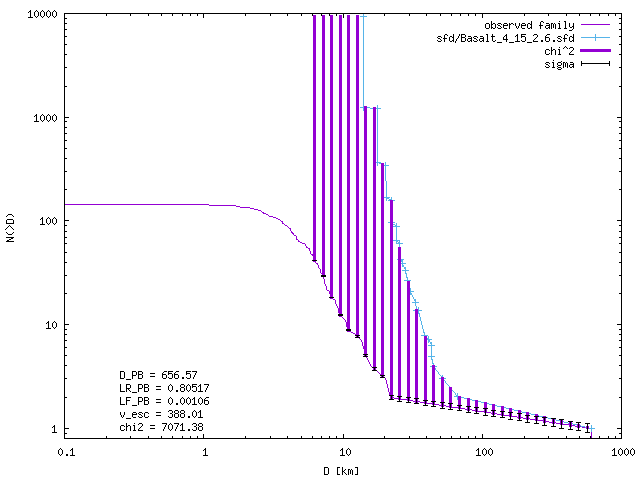 10000
observed family
sfd/Basalt_4_15_2.6.sfd
chi^2
sigma
1000
100
N(>D)
10
D_PB = 656.57
LR_PB = 0.80517
LF_PB = 0.00106
v_esc = 388.01
chi2 = 7071.38
1
0.1 1 10 100 1000
D [km]